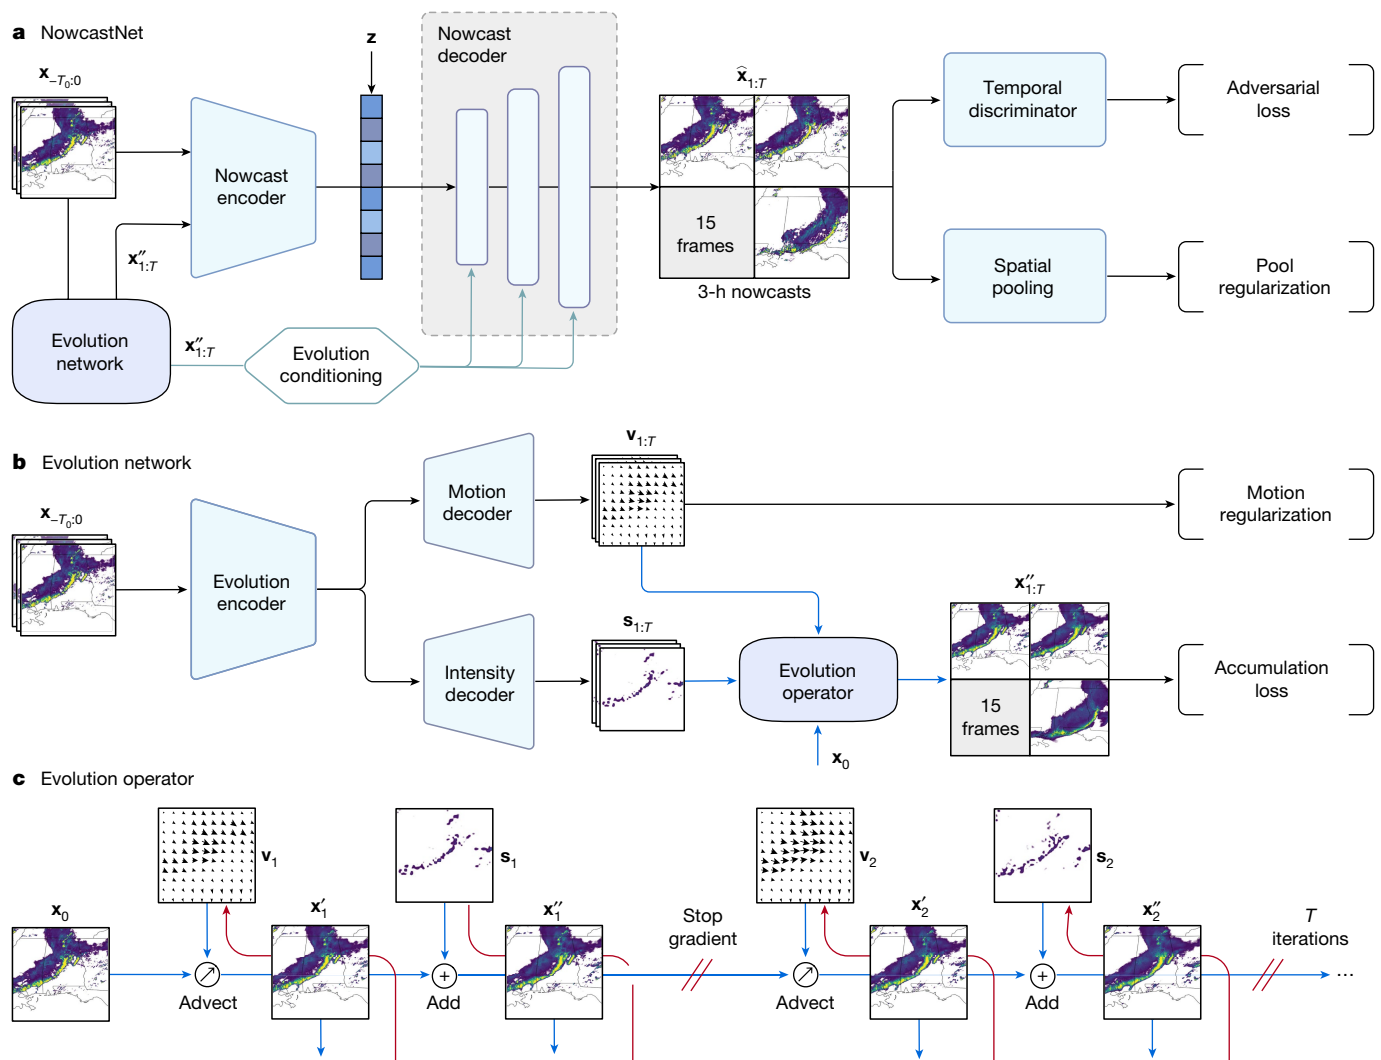 a NowcastNet
x−T0:0
z
Nowcast
decoder
x̂1:T
Temporal
discriminator
Adversarial
loss
Nowcast
encoder
15
frames
3-h nowcasts
x″1:T
Spatial
pooling
Pool
regularization
Evolution
network
x″1:T
Evolution
conditioning
b Evolution network
x−T0:0
Evolution
encoder
Motion
decoder
v1:T
Motion
regularization
Intensity
decoder
s1:T
Evolution
operator
x0
x″1:T
15
frames
Accumulation
loss
c Evolution operator
x0
v1
Advect
x′1
s1
Add
x″1
Stop
gradient
v2
Advect
x′2
s2
Add
x″2
T
iterations
...